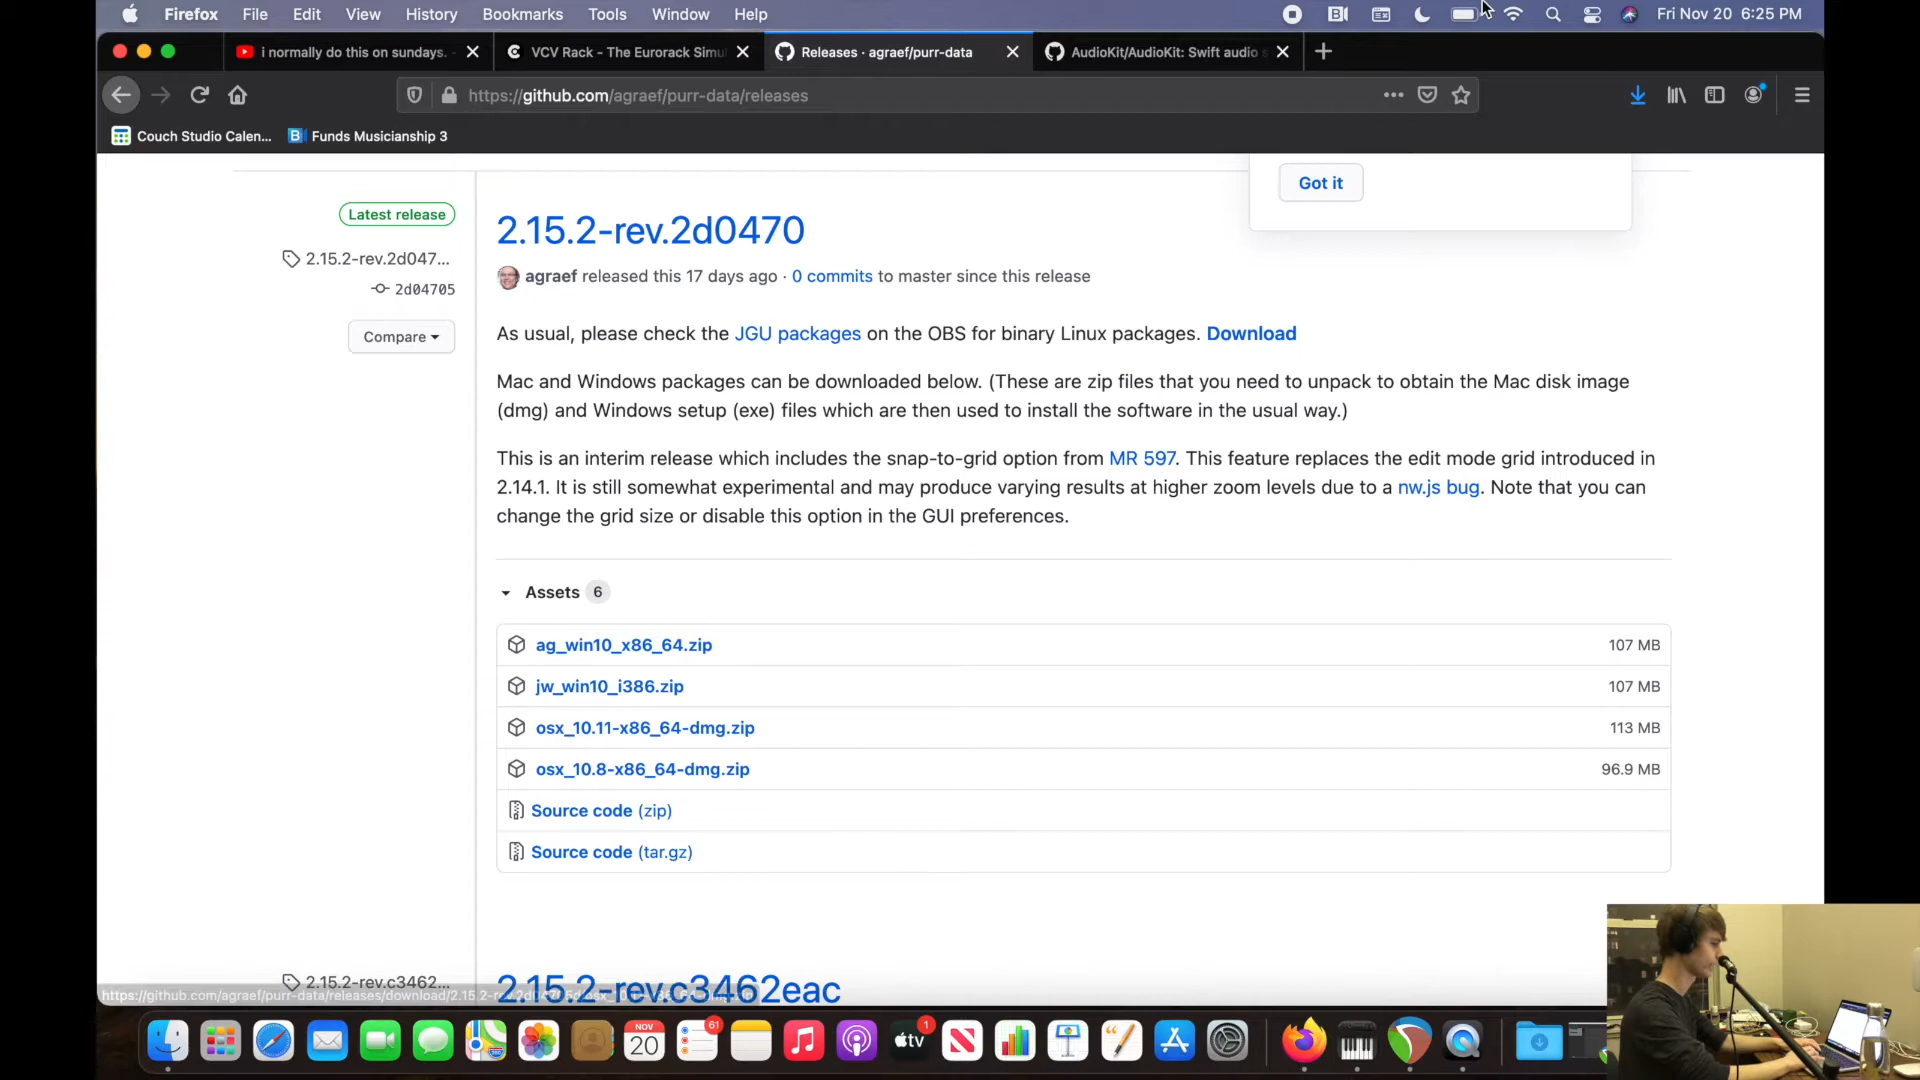 Firefox File Edit View History Bookmarks Tools Window Help Fri Nov 20 6:25 PM
i normally do this on sundays. - VCV Rack - The Eurorack Simu Releases · agraef/purr-data AudioKit/AudioKit: Swift audio s
https://github.com/agraef/purr-data/releases
Couch Studio Calen... Funds Musicianship 3
Got it
Latest release
2.15.2-rev.2d0470
2.15.2-rev.2d047...
agraef released this 17 days ago · 0 commits to master since this release
2d04705
Compare
As usual, please check the JGU packages on the OBS for binary Linux packages. Download
Mac and Windows packages can be downloaded below. (These are zip files that you need to unpack to obtain the Mac disk image
(dmg) and Windows setup (exe) files which are then used to install the software in the usual way.)
This is an interim release which includes the snap-to-grid option from MR 597. This feature replaces the edit mode grid introduced in
2.14.1. It is still somewhat experimental and may produce varying results at higher zoom levels due to a nw.js bug. Note that you can
change the grid size or disable this option in the GUI preferences.
Assets 6
ag_win10_x86_64.zip 107 MB
jw_win10_i386.zip 107 MB
osx_10.11-x86_64-dmg.zip 113 MB
osx_10.8-x86_64-dmg.zip 96.9 MB
Source code (zip)
Source code (tar.gz)
2.15.2-rev.c3462...
2.15.2-rev.c3462eac
https://github.com/agraef/purr-data/releases/download/
NOV
20
61
tv
1